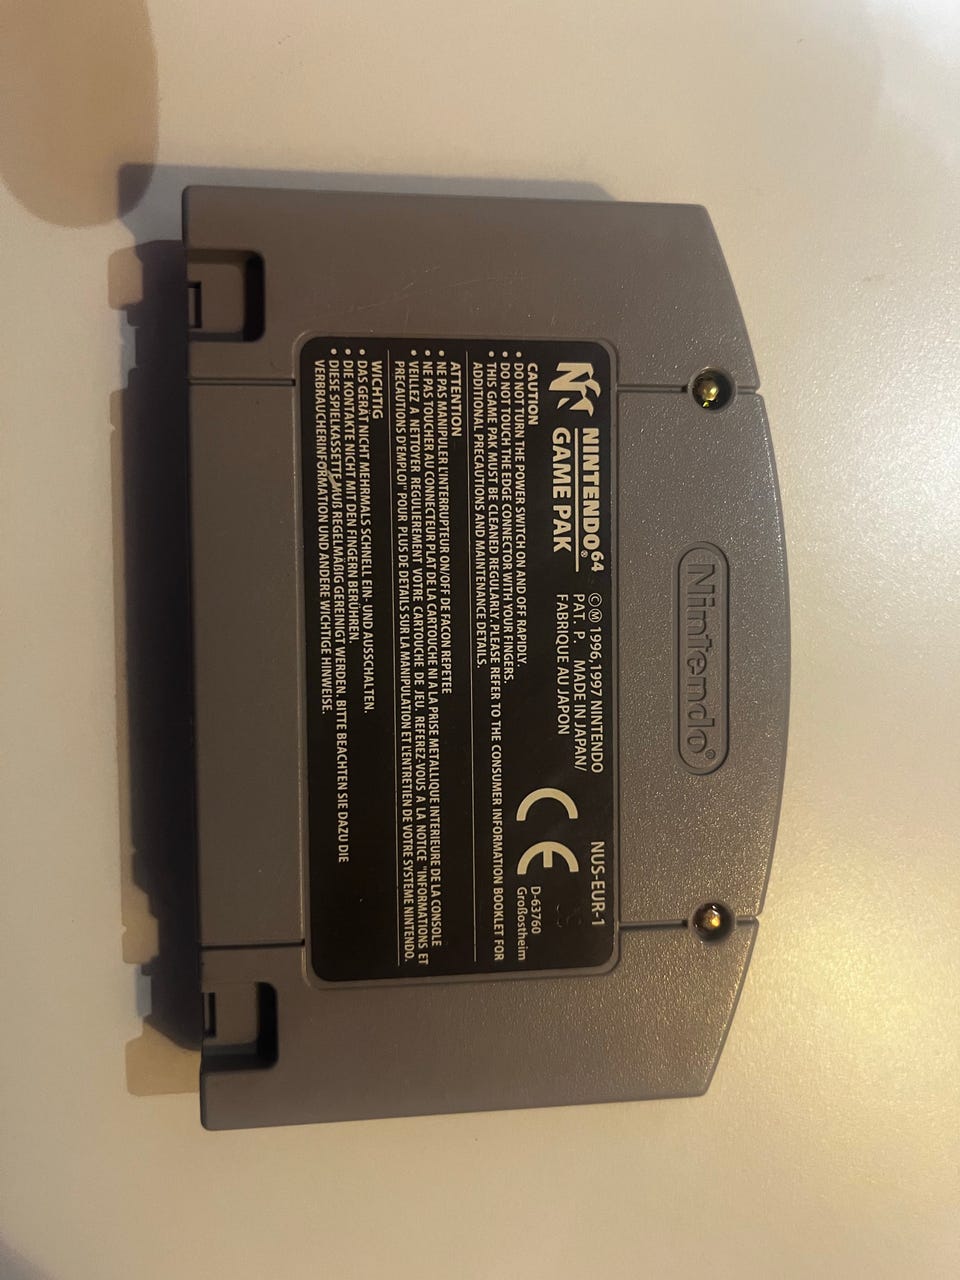 Nintendo®
NINTENDO64
GAME PAK
©Ⓜ 1996,1997 NINTENDO
PAT. P. MADE IN JAPAN/
FABRIQUE AU JAPON
NUS-EUR-1
CE
D-63760
Großostheim
CAUTION
• DO NOT TURN THE POWER SWITCH ON AND OFF RAPIDLY.
• DO NOT TOUCH THE EDGE CONNECTOR WITH YOUR FINGERS.
• THIS GAME PAK MUST BE CLEANED REGULARLY. PLEASE REFER TO THE CONSUMER INFORMATION BOOKLET FOR
ADDITIONAL PRECAUTIONS AND MAINTENANCE DETAILS.
ATTENTION
• NE PAS MANIPULER L'INTERRUPTEUR ON/OFF DE FACON REPETEE
• NE PAS TOUCHER AU CONNECTEUR PLAT DE LA CARTOUCHE NI A LA PRISE METALLIQUE INTERIEURE DE LA CONSOLE
• VEILLEZ A NETTOYER REGULIEREMENT VOTRE CARTOUCHE DE JEU. REFEREZ-VOUS A LA NOTICE "INFORMATIONS ET
PRECAUTIONS D'EMPLOI" POUR PLUS DE DETAILS SUR LA MANIPULATION ET L'ENTRETIEN DE VOTRE SYSTEME NINTENDO.
WICHTIG
• DAS GERÄT NICHT MEHRMALS SCHNELL EIN- UND AUSSCHALTEN.
• DIE KONTAKTE NICHT MIT DEN FINGERN BERÜHREN.
• DIESE SPIELKASSETTE MUß REGELMÄßIG GEREINIGT WERDEN. BITTE BEACHTEN SIE DAZU DIE
VERBRAUCHERINFORMATION UND ANDERE WICHTIGE HINWEISE.